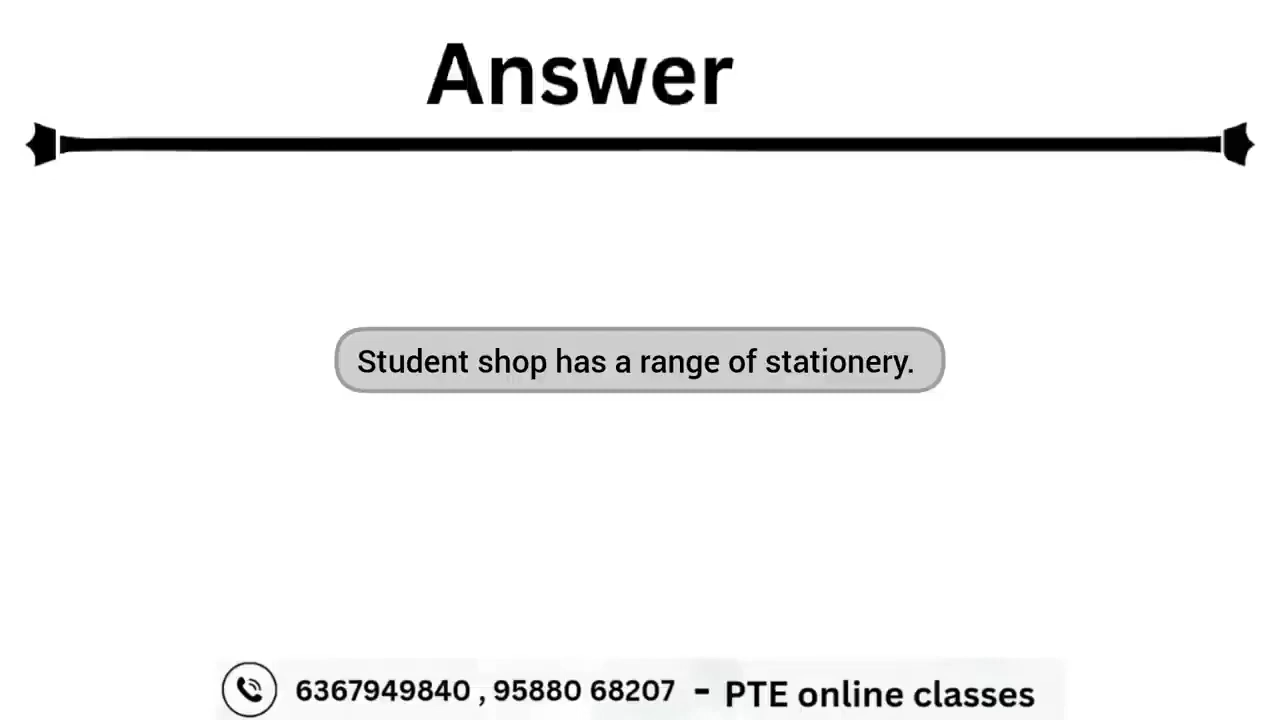 Answer
Student shop has a range of stationery.
6367949840 , 95880 68207 - PTE online classes